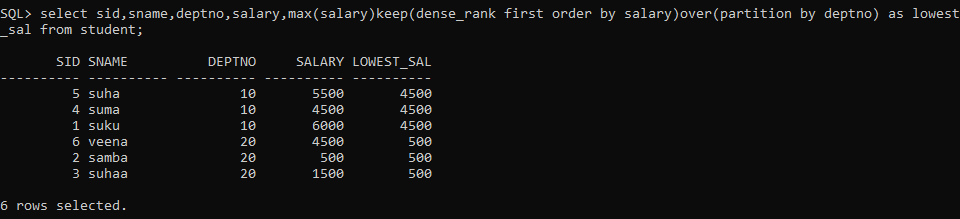 SQL> select sid,sname,deptno,salary,max(salary)keep(dense_rank first order by salary)over(partition by deptno) as lowest
_sal from student;
       SID SNAME          DEPTNO     SALARY LOWEST_SAL
---------- ---------- ---------- ---------- ----------
         5 suha               10       5500       4500
         4 suma               10       4500       4500
         1 suku               10       6000       4500
         6 veena              20       4500        500
         2 samba              20        500        500
         3 suhaa              20       1500        500
6 rows selected.